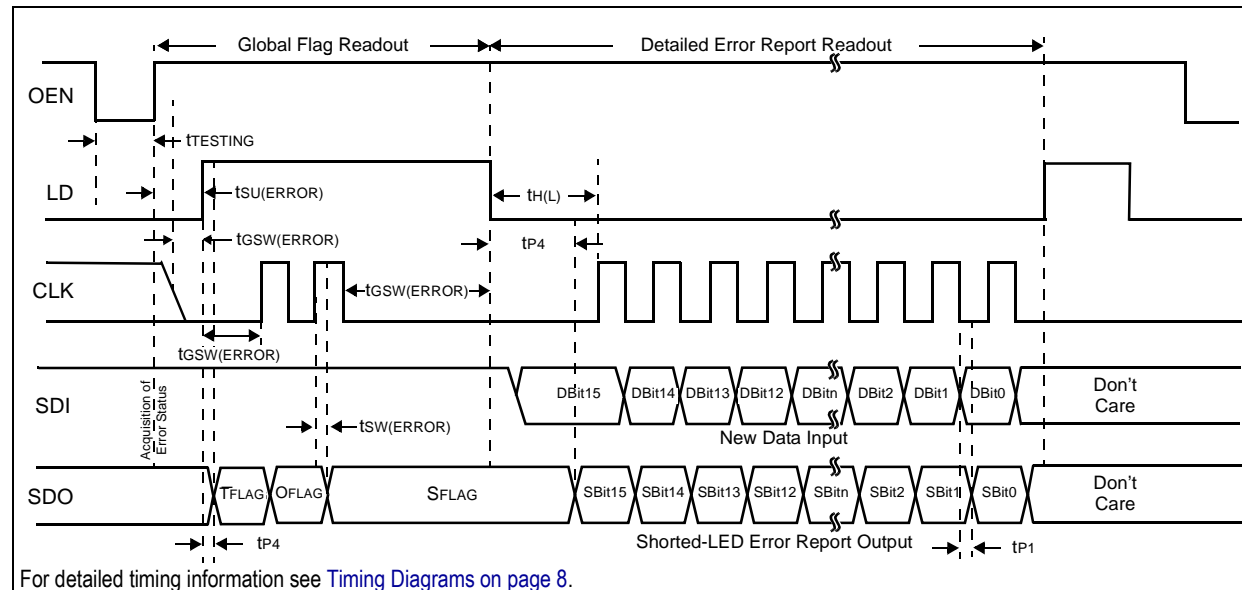 Global Flag Readout
Detailed Error Report Readout
OEN
tTESTING
LD
tSU(ERROR)
tH(L)
tGSW(ERROR)
tP4
CLK
tGSW(ERROR)
tGSW(ERROR)
Acquisition of
Error Status
SDI
DBit15 DBit14 DBit13 DBit12 DBitn DBit2 DBit1 DBit0
Don't
Care
tSW(ERROR)
New Data Input
SDO
TFLAG OFLAG SFLAG SBit15 SBit14 SBit13 SBit12 SBitn SBit2 SBit1 SBit0
Don't
Care
tP4
Shorted-LED Error Report Output
tP1
For detailed timing information see Timing Diagrams on page 8.